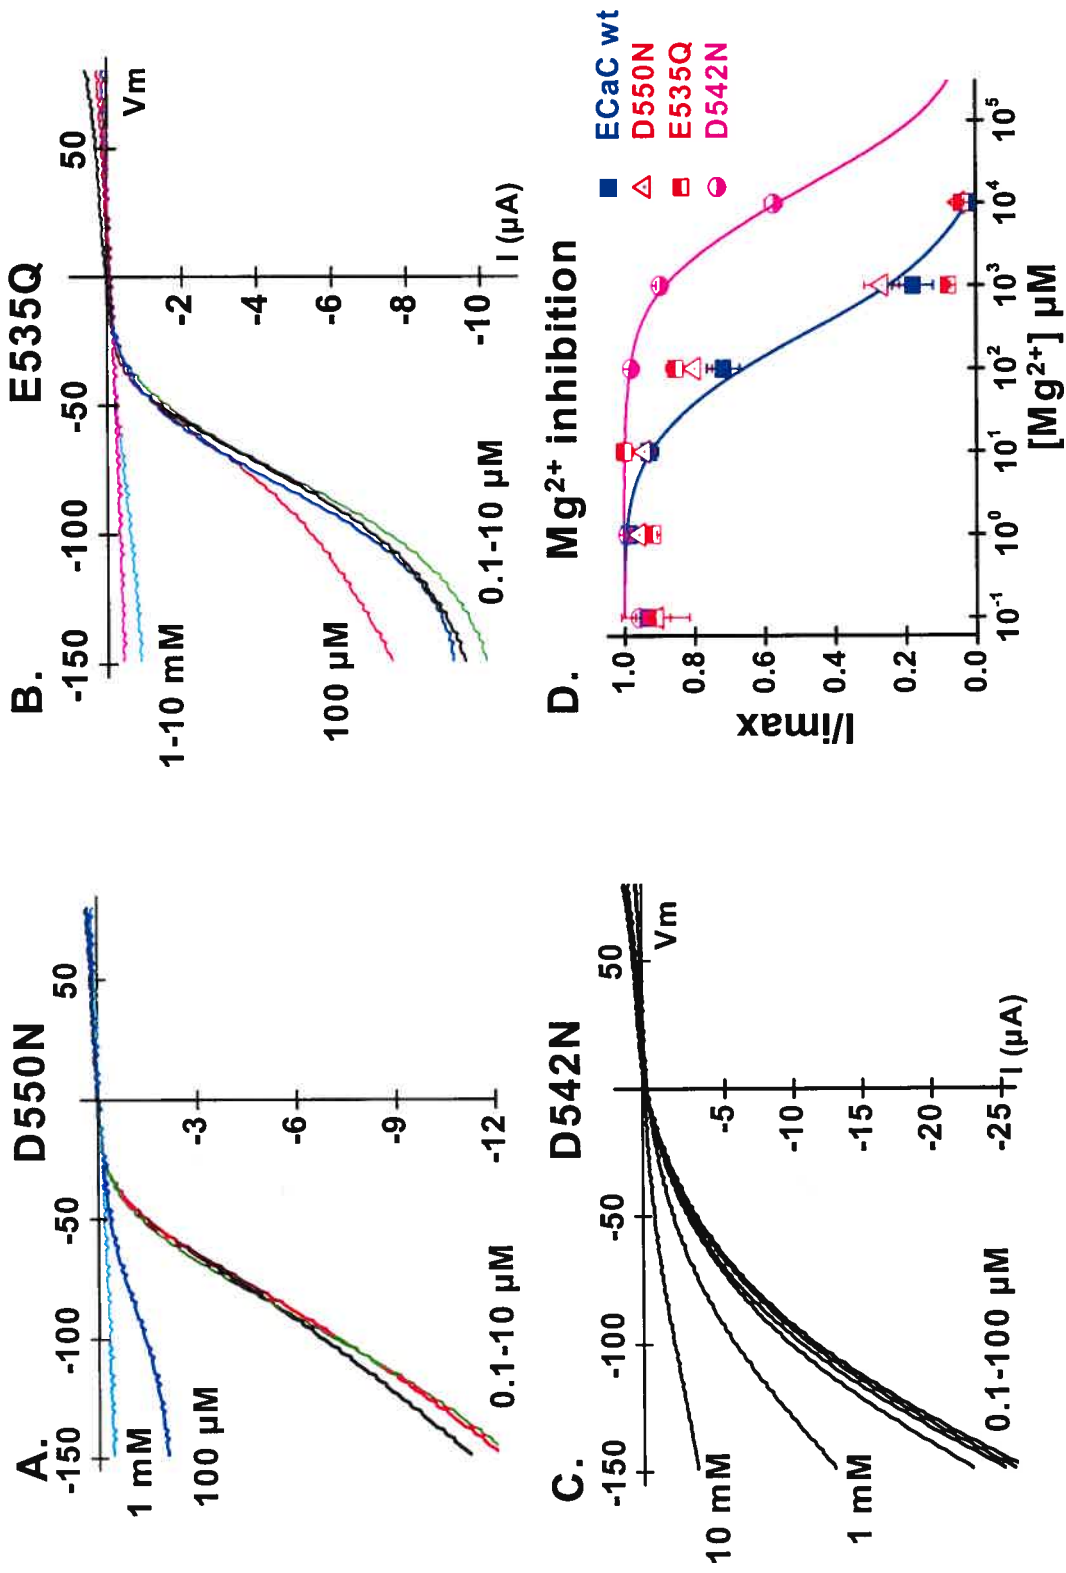 A.
D550N
-150
-100
-50
50
-3
-6
-9
-12
1 mM
100 µM
0.1-10 µM
B.
E535Q
-150
-100
-50
50
Vm
-2
-4
-6
-8
-10
I (µA)
1-10 mM
100 µM
0.1-10 µM
C.
D542N
-150
-100
-50
50
Vm
-5
-10
-15
-20
-25
I (µA)
10 mM
1 mM
0.1-100 µM
D.
Mg²⁺ inhibition
I/imax
1.0
0.8
0.6
0.4
0.2
0.0
10⁻¹
10⁰
10¹
10²
10³
10⁴
10⁵
[Mg²⁺] µM
ECaC wt
D550N
E535Q
D542N